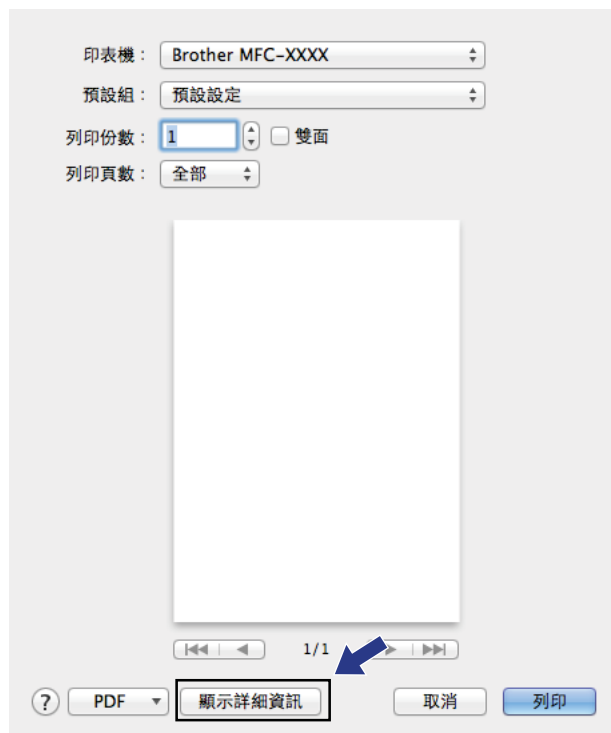 印表機： Brother MFC-XXXX
預設組： 預設設定
列印份數： 1 雙面
列印頁數： 全部
1/1
? PDF 顯示詳細資訊 取消 列印